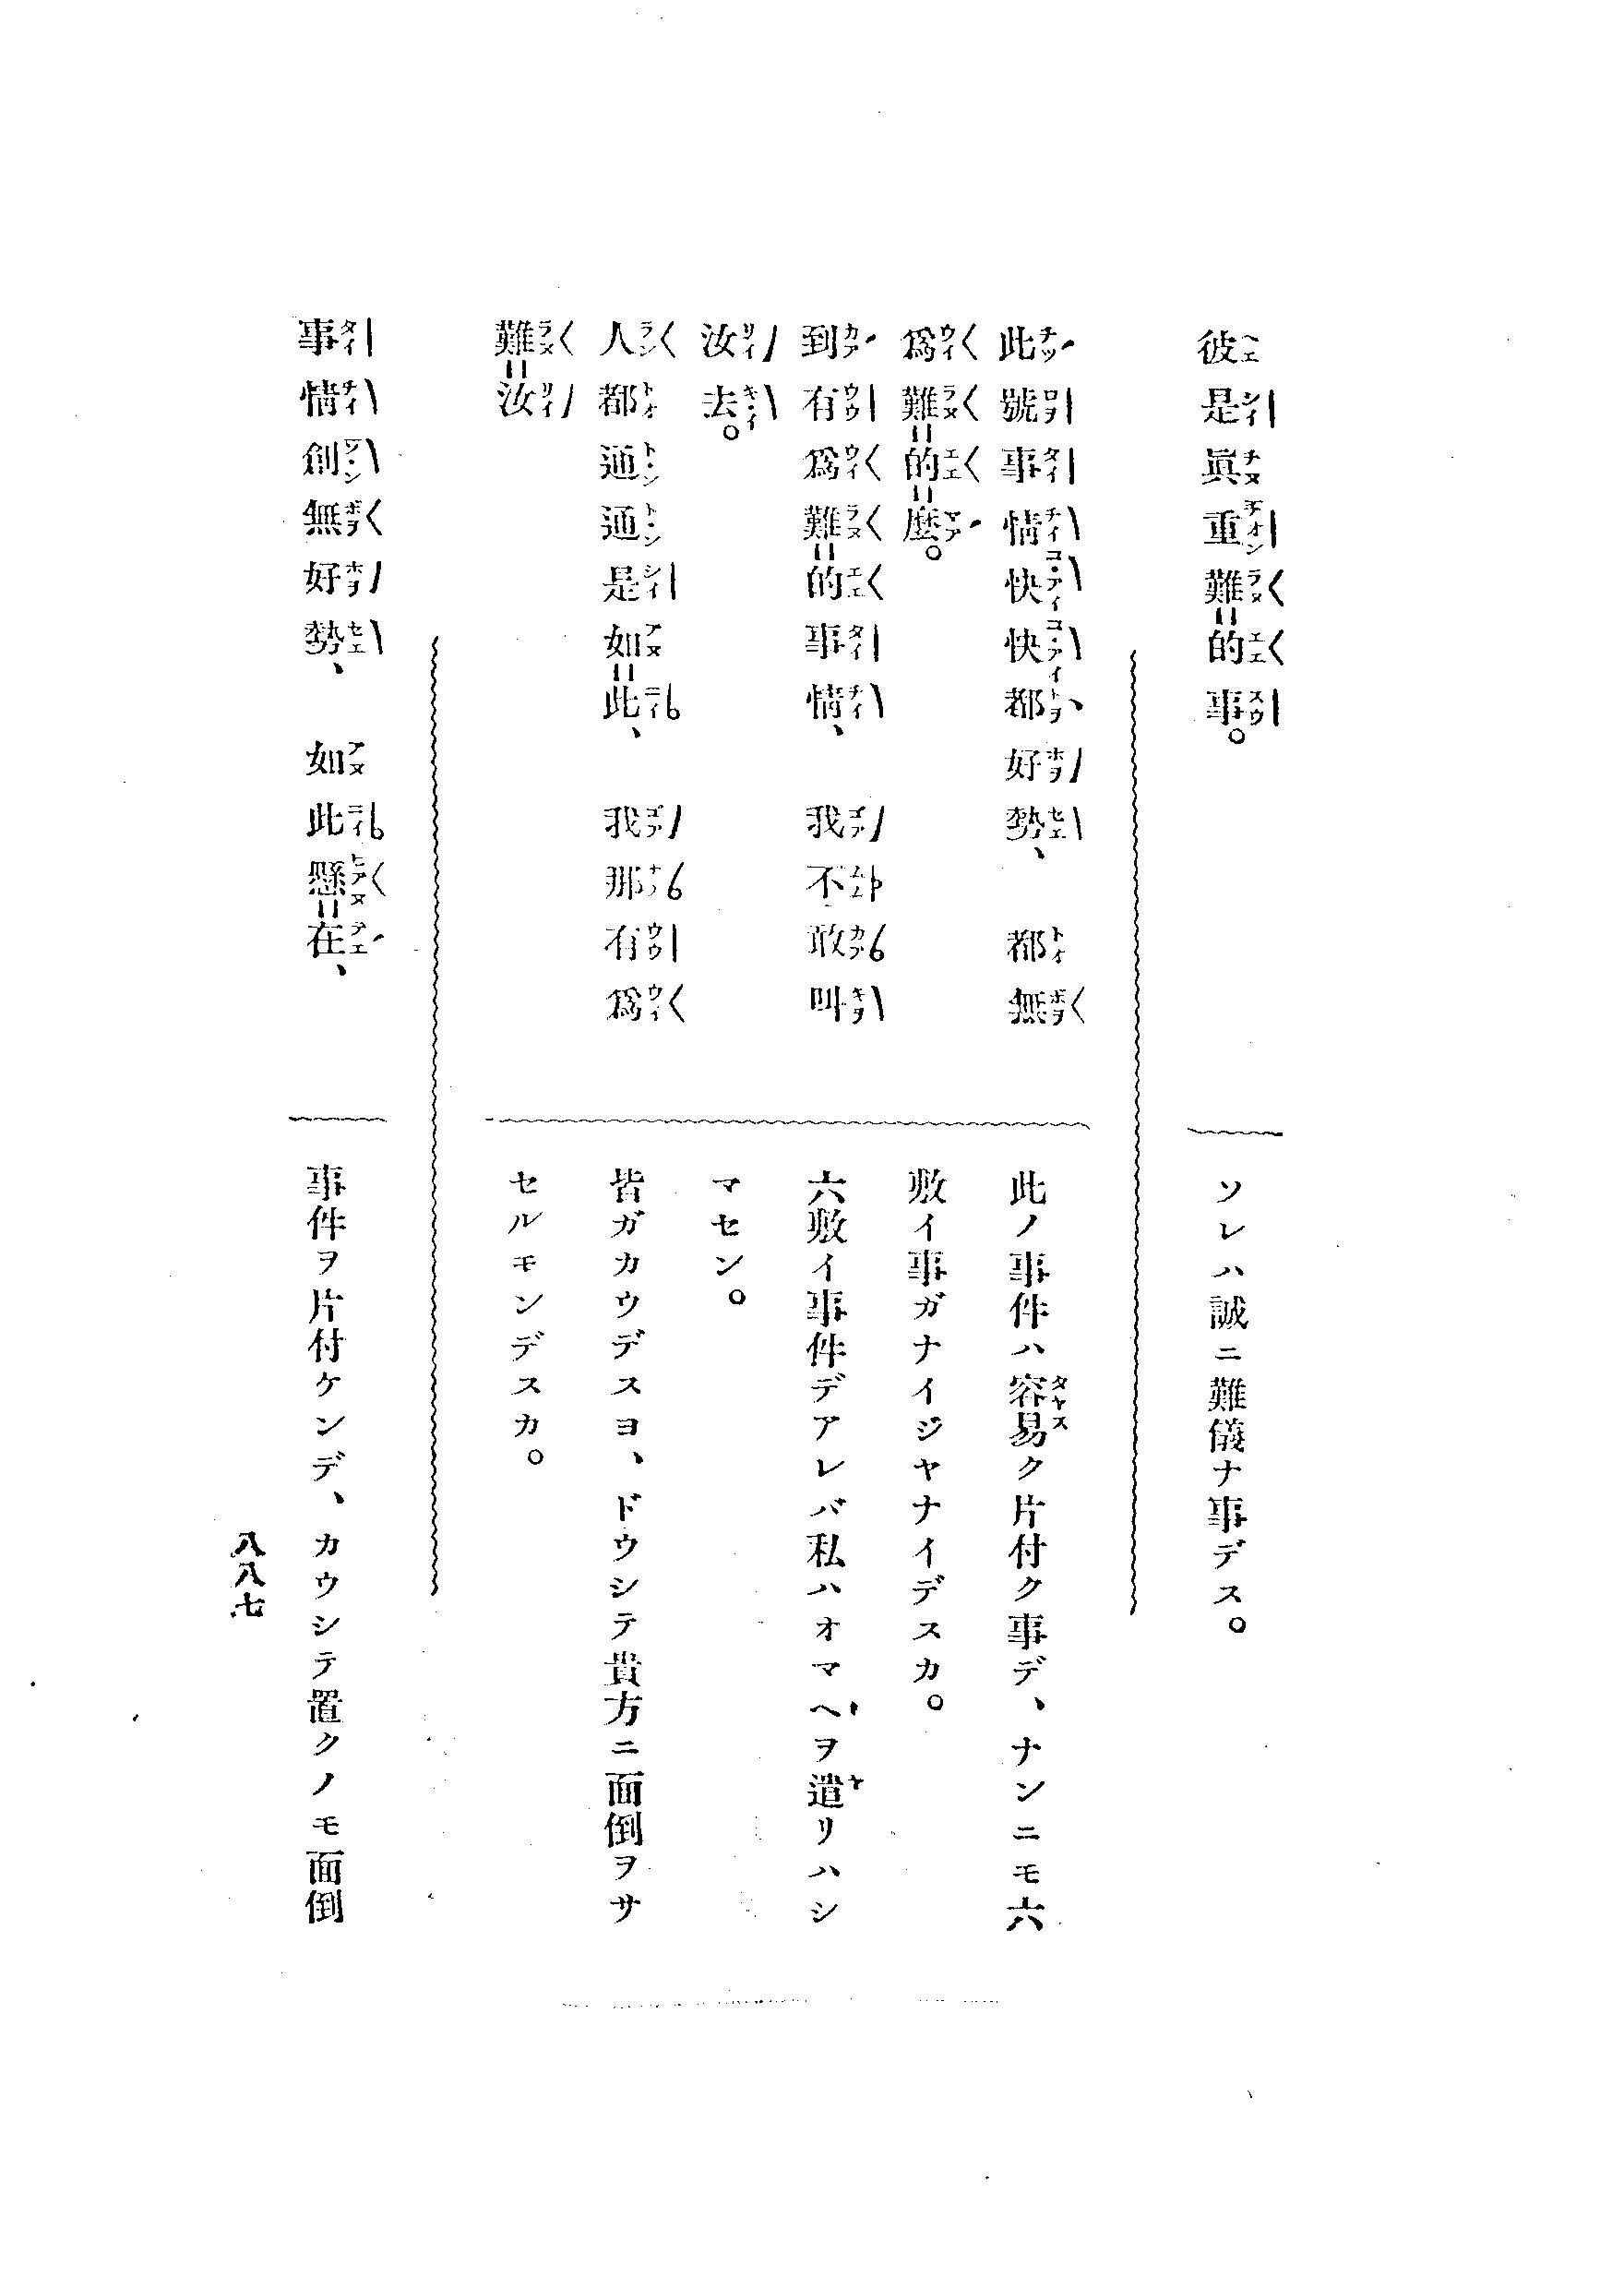 彼是眞重難=的事。
ソレハ誠ニ難儀ナ事デス。
此號事情快快都好勢、都無
爲難=的=麼。
到有爲難=的事情、我不敢叫
汝去。
人都通通是如=此、我那有爲
難=汝
此ノ事件ハ容易ク片付ク事デ、ナンニモ六
敷イ事ガナイジヤナイデスカ。
六敷イ事件デアレバ私ハオマヘヲ遣リハシ
マセン。
皆ガカウデスヨ、ドウシテ貴方ニ面倒ヲサ
セルモンデスカ。
事情創無好勢、如此懸=在、
事件ヲ片付ケンデ、カウシテ置クノモ面倒
八八七